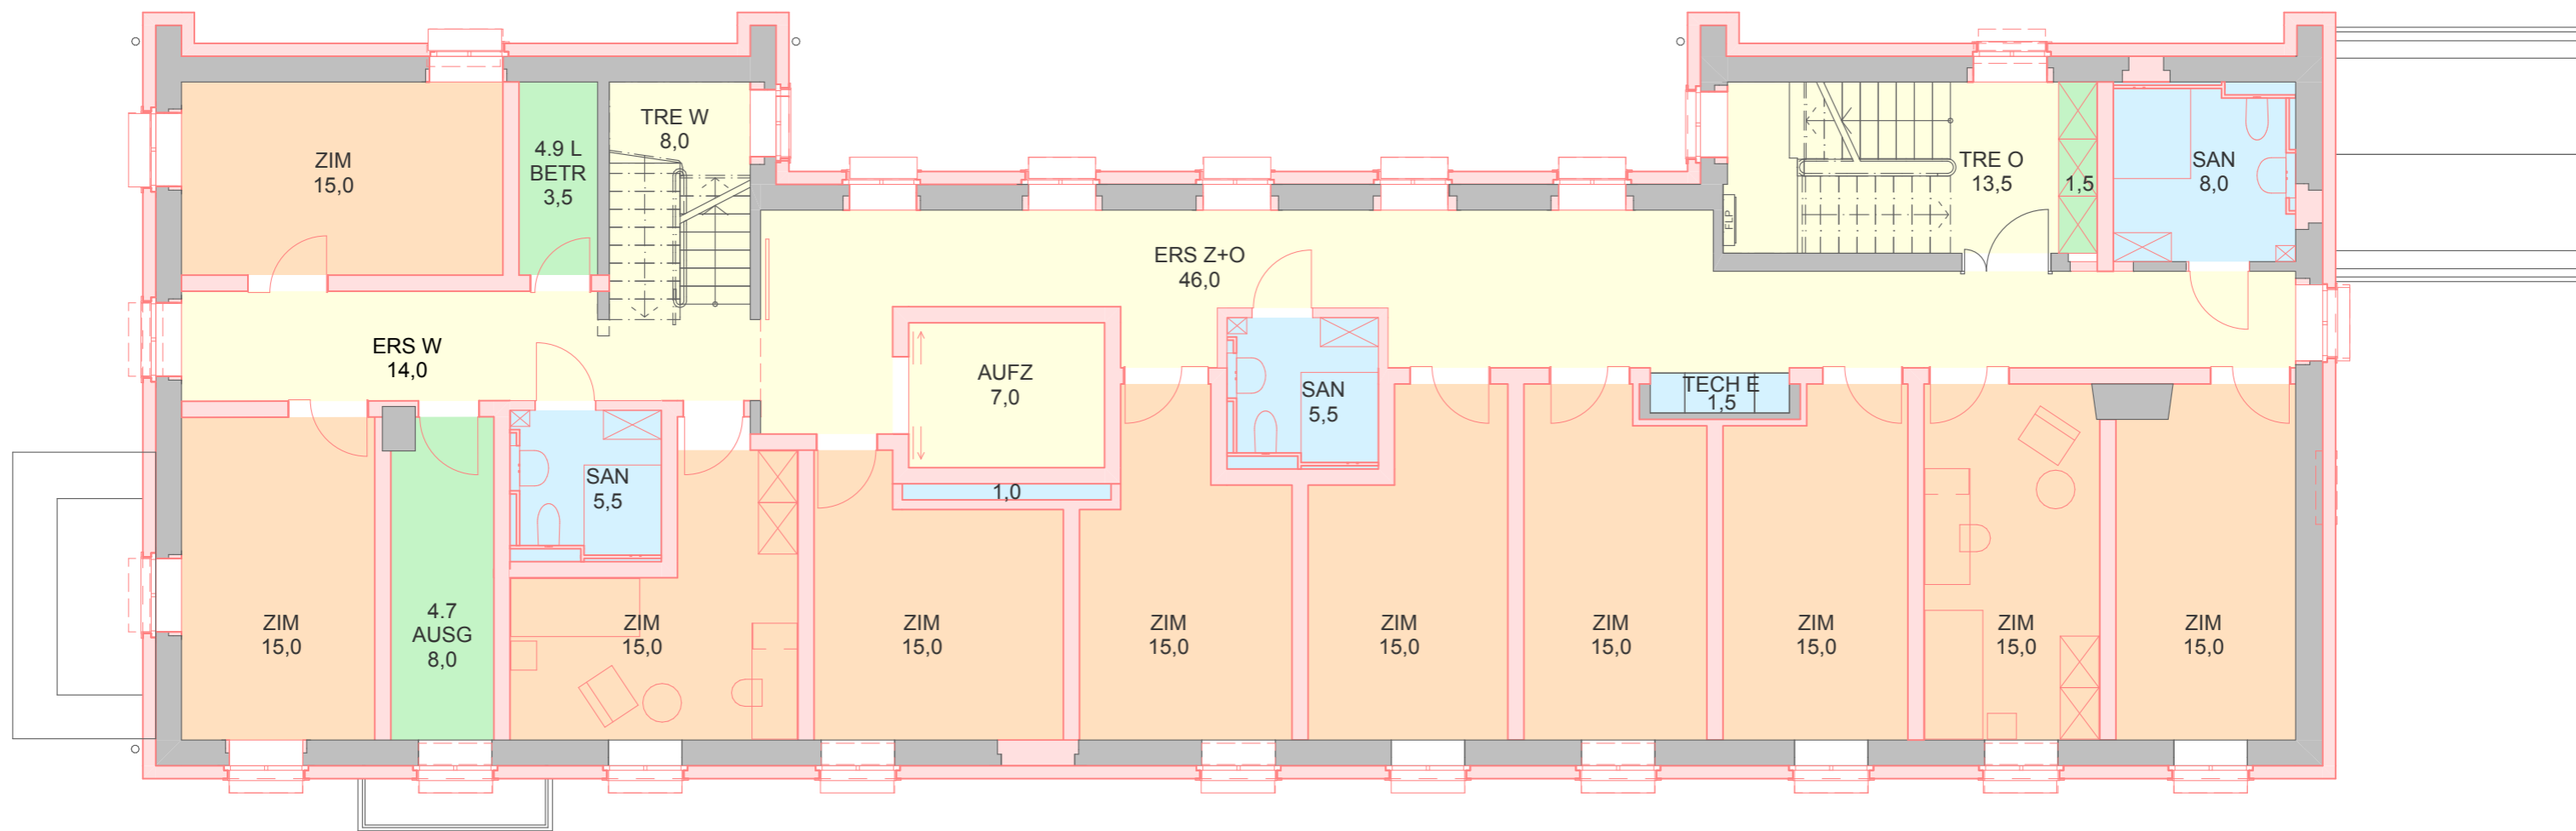 ZIM
15,0
4.9 L
BETR
3,5
TRE W
8,0
TRE O
13,5
1,5
SAN
8,0
FLP
ERS Z+O
46,0
ERS W
14,0
AUFZ
7,0
SAN
5,5
TECH E
1,5
SAN
5,5
1,0
ZIM
15,0
4.7
AUSG
8,0
ZIM
15,0
ZIM
15,0
ZIM
15,0
ZIM
15,0
ZIM
15,0
ZIM
15,0
ZIM
15,0
ZIM
15,0